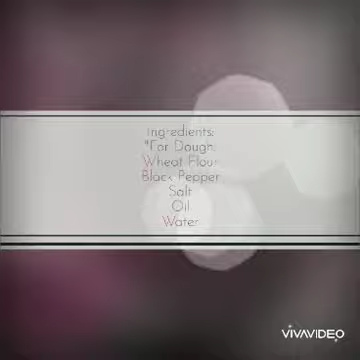 Ingredients:
"For Dough:
Wheat Flour
Black Pepper
Salt
Oil
Water
VIVAVIDEO